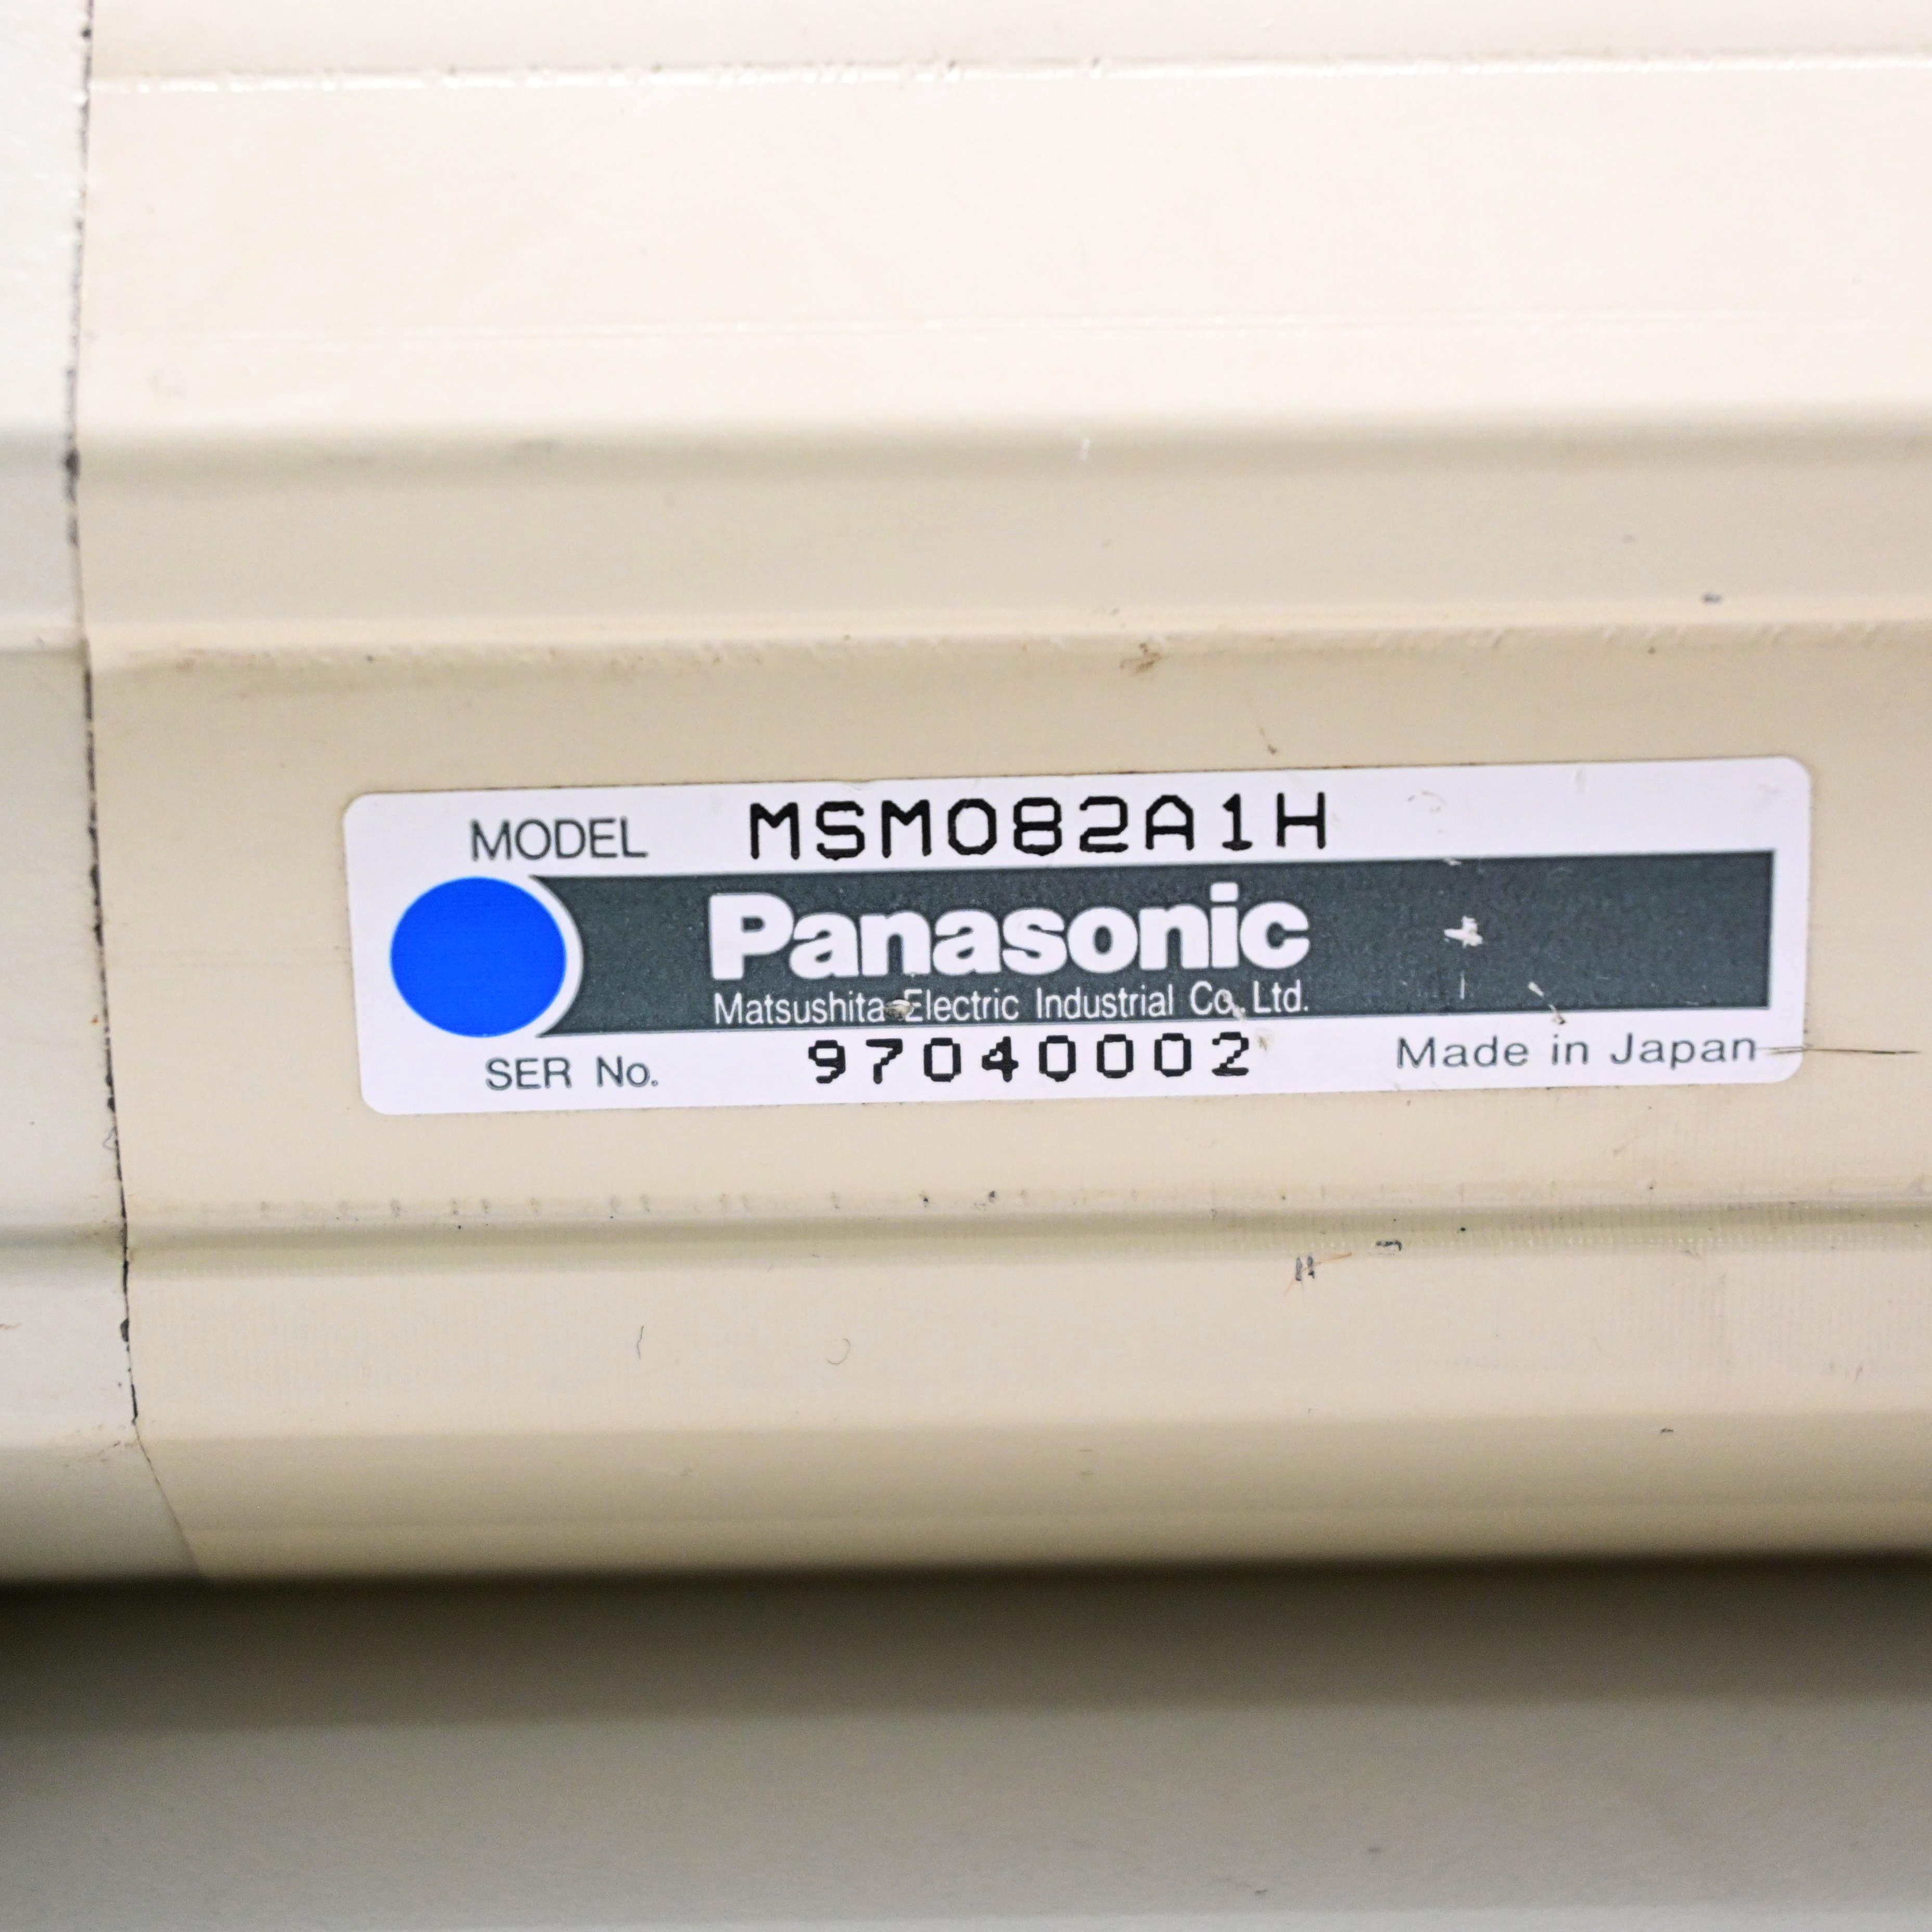 MODEL MSM082A1H
Panasonic
Matsushita Electric Industrial Co., Ltd.
SER No. 97040002 Made in Japan